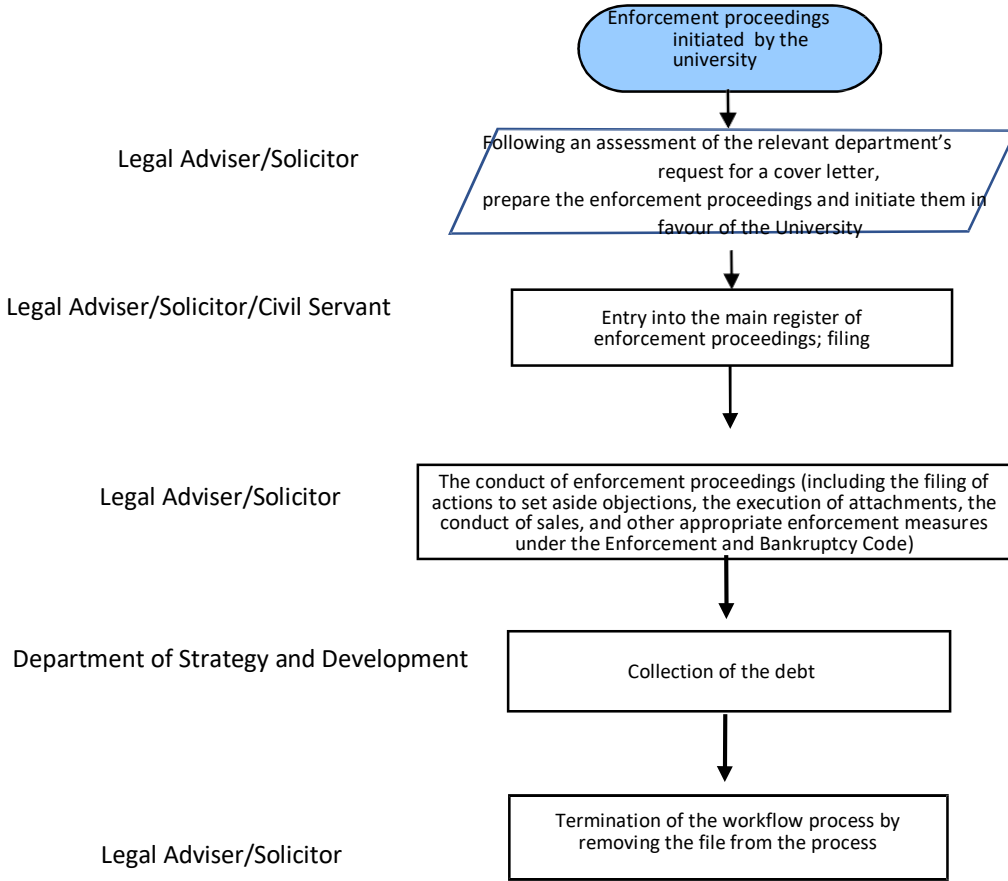 Enforcement proceedings
initiated by the
university
Legal Adviser/Solicitor
Following an assessment of the relevant department’s
request for a cover letter,
prepare the enforcement proceedings and initiate them in
favour of the University
Legal Adviser/Solicitor/Civil Servant
Entry into the main register of
enforcement proceedings; filing
Legal Adviser/Solicitor
The conduct of enforcement proceedings (including the filing of
actions to set aside objections, the execution of attachments, the
conduct of sales, and other appropriate enforcement measures
under the Enforcement and Bankruptcy Code)
Department of Strategy and Development
Collection of the debt
Termination of the workflow process by
removing the file from the process
Legal Adviser/Solicitor